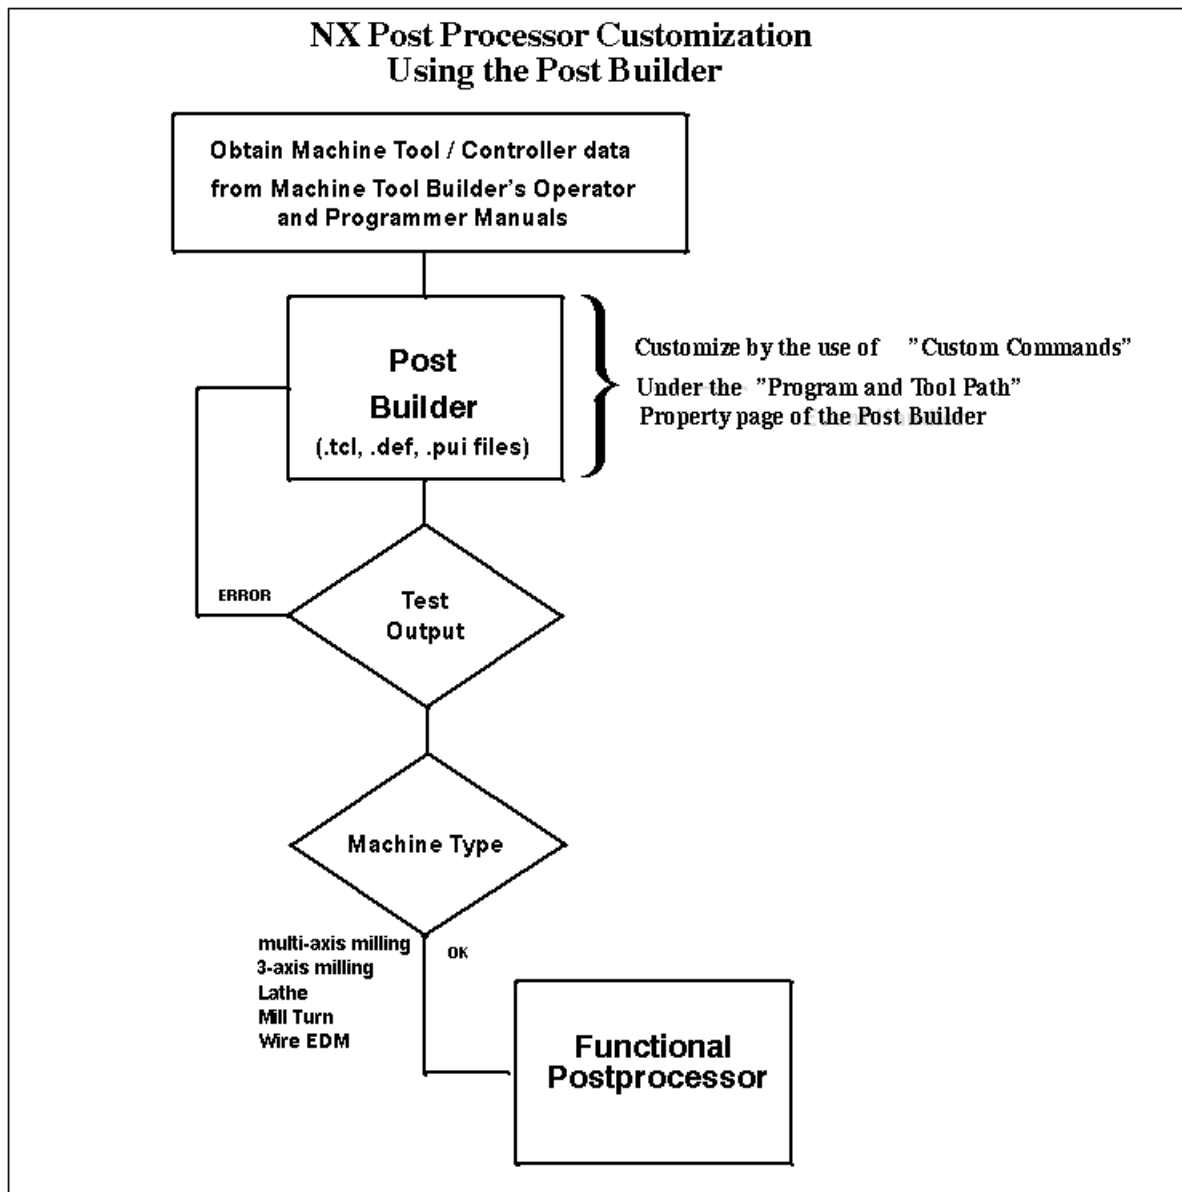 NX Post Processor Customization
Using the Post Builder
Obtain Machine Tool / Controller data
from Machine Tool Builder's Operator
and Programmer Manuals
Post
Builder
(.tcl, .def, .pui files)
Customize by the use of "Custom Commands"
Under the "Program and Tool Path"
Property page of the Post Builder
ERROR
Test
Output
Machine Type
multi-axis milling
OK
3-axis milling
Lathe
Mill Turn
Wire EDM
Functional
Postprocessor